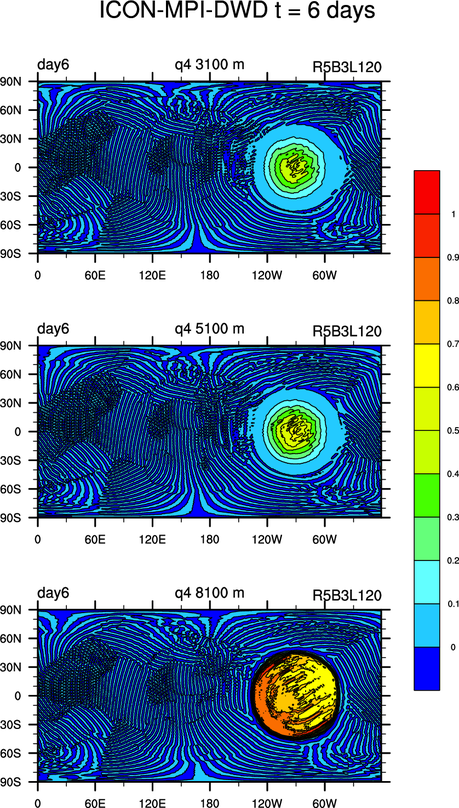 ICON-MPI-DWD t = 6 days
day6 q4 3100 m R5B3L120
90N
60N
30N
0
30S
60S
90S
0 60E 120E 180 120W 60W
day6 q4 5100 m R5B3L120
90N
60N
30N
0
30S
60S
90S
0 60E 120E 180 120W 60W
day6 q4 8100 m R5B3L120
90N
60N
30N
0
30S
60S
90S
0 60E 120E 180 120W 60W
1
0.9
0.8
0.7
0.6
0.5
0.4
0.3
0.2
0.1
0